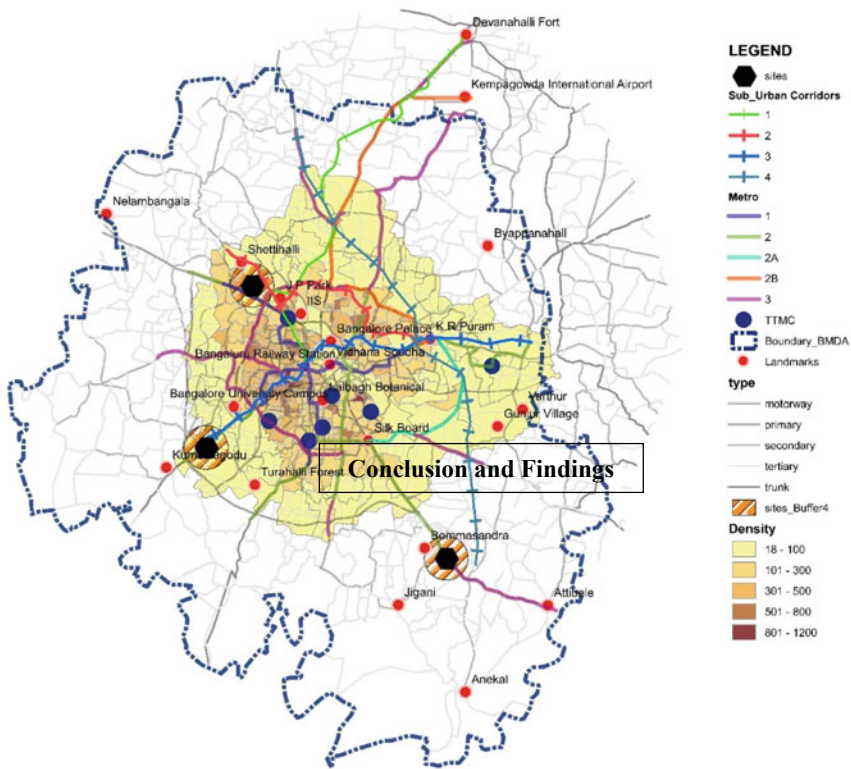 Devanahalli Fort
Kempagowda International Airport
Nelambangala
Byappanahall
Shettihalli
J P Park
IIS
Bangalore Palace
K R Puram
Bangaluru Railway Station
Vidhana Soudha
Lalbagh Botanical
Bangalore University Campus
Varthur
Gunjur Village
Silk Board
Turahalli Forest
Conclusion and Findings
Bommasandra
Jigani
Attibele
Anekal
LEGEND
sites
Sub_Urban Corridors
1
2
3
4
Metro
1
2
2A
2B
3
TTMC
Boundary_BMDA
Landmarks
type
motorway
primary
secondary
tertiary
trunk
sites_Buffer4
Density
18 - 100
101 - 300
301 - 500
501 - 800
801 - 1200